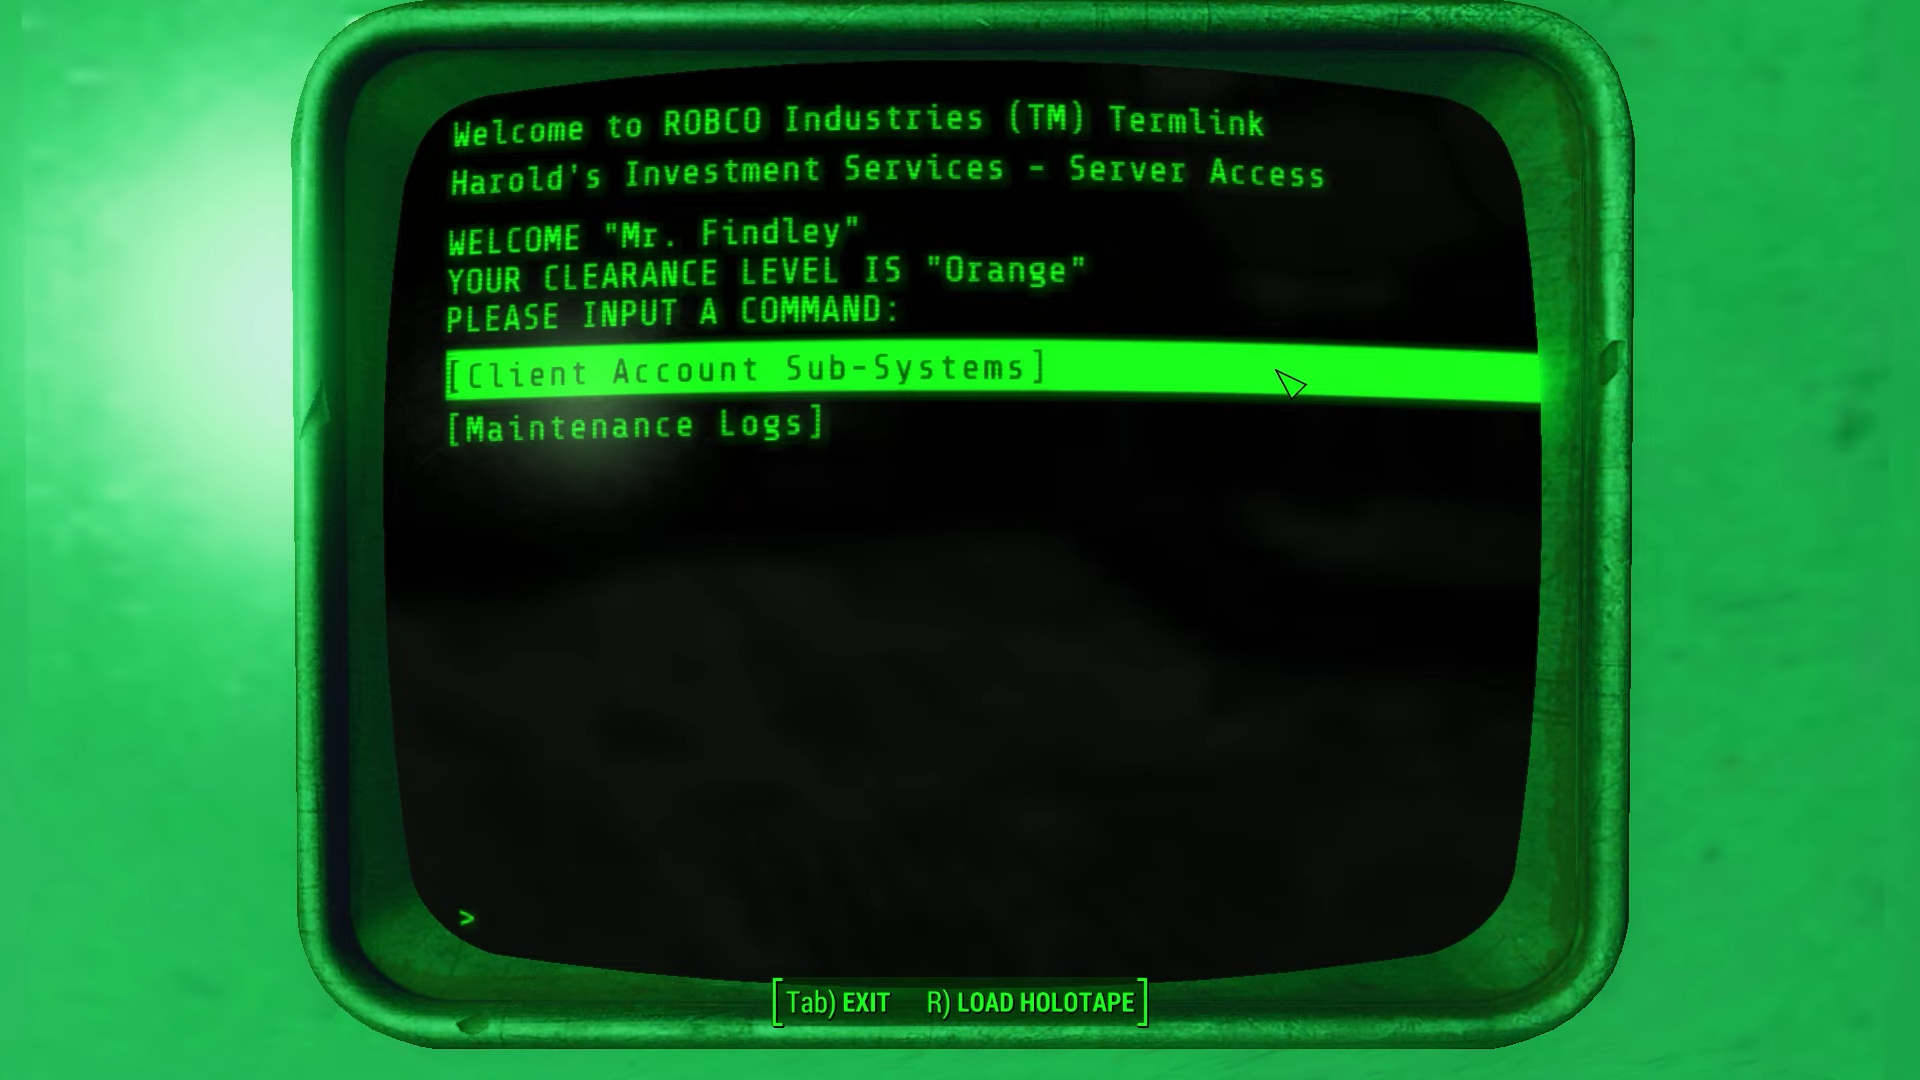 Welcome to ROBCO Industries (TM) Termlink
Harold's Investment Services - Server Access
WELCOME "Mr. Findley"
YOUR CLEARANCE LEVEL IS "Orange"
PLEASE INPUT A COMMAND:
[Client Account Sub-Systems]
[Maintenance Logs]
>
Tab) EXIT R) LOAD HOLOTAPE